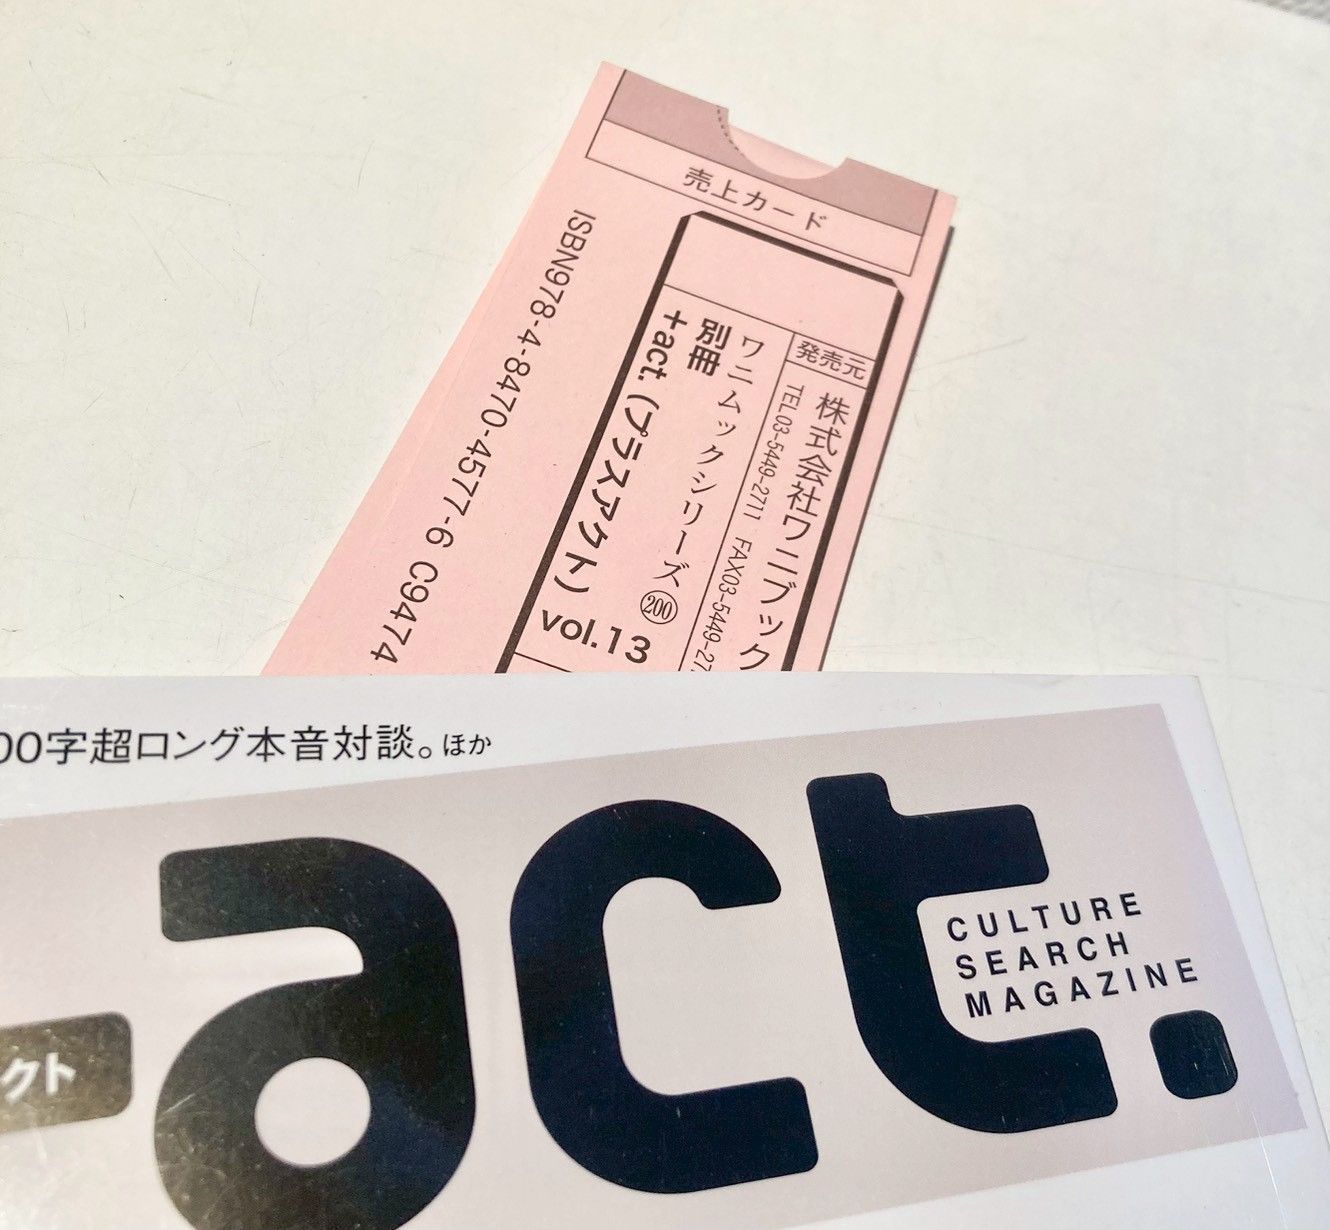 売上カード
発売元
株式会社ワニブック
TEL03-5449-2711 FAX03-5449-27
ワニムックシリーズ200
別冊
+act.(プラスアクト) vol.13
ISBN978-4-8470-4577-6 C9474
00字超ロング本音対談。ほか
act.
CULTURE
SEARCH
MAGAZINE
クト